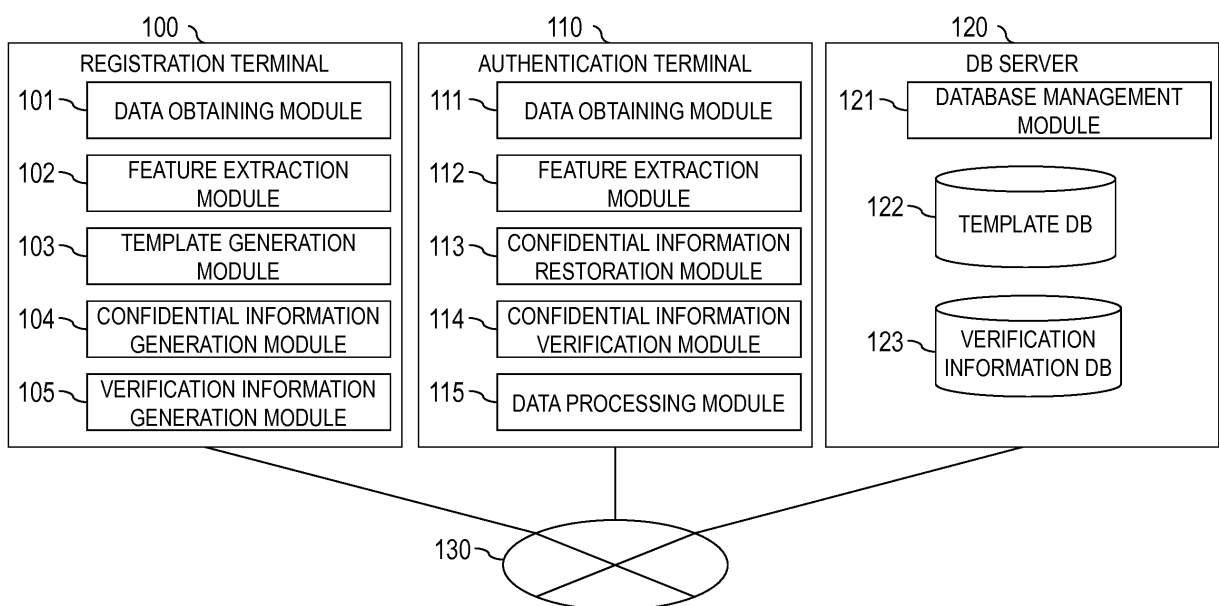 100
REGISTRATION TERMINAL
101
DATA OBTAINING MODULE
102
FEATURE EXTRACTION
MODULE
103
TEMPLATE GENERATION
MODULE
104
CONFIDENTIAL INFORMATION
GENERATION MODULE
105
VERIFICATION INFORMATION
GENERATION MODULE
110
AUTHENTICATION TERMINAL
111
DATA OBTAINING MODULE
112
FEATURE EXTRACTION
MODULE
113
CONFIDENTIAL INFORMATION
RESTORATION MODULE
114
CONFIDENTIAL INFORMATION
VERIFICATION MODULE
115
DATA PROCESSING MODULE
120
DB SERVER
121
DATABASE MANAGEMENT
MODULE
122
TEMPLATE DB
123
VERIFICATION
INFORMATION DB
130